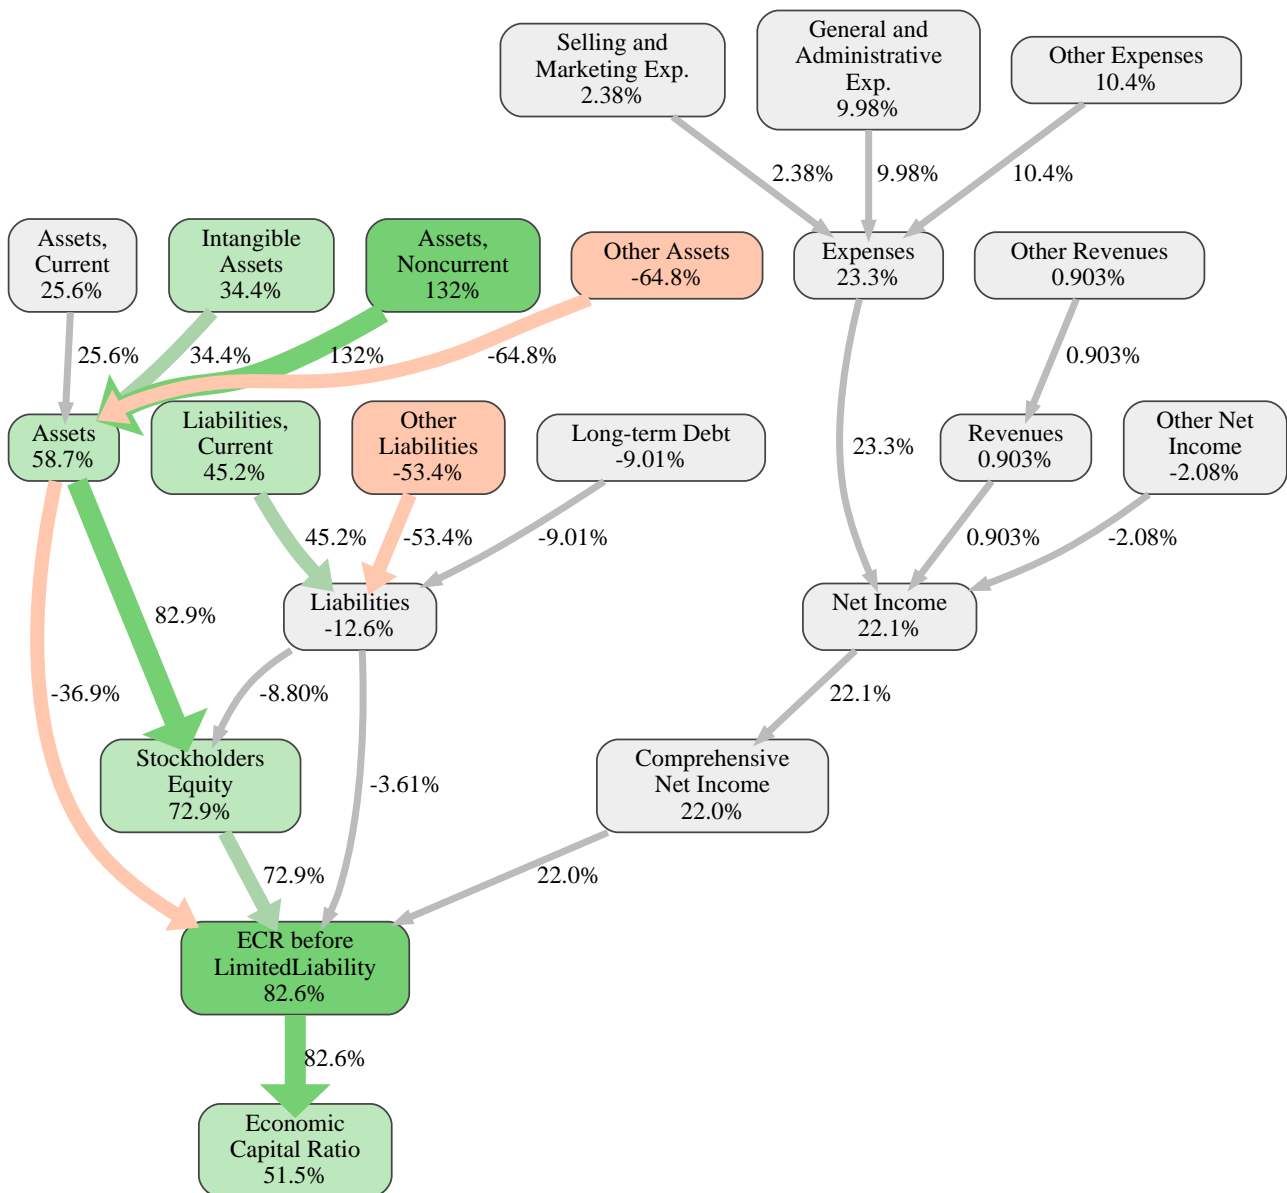 Selling and
Marketing Exp.
2.38%
General and
Administrative
Exp.
9.98%
Other Expenses
10.4%
2.38%
9.98%
10.4%
Assets,
Current
25.6%
Intangible
Assets
34.4%
Assets,
Noncurrent
132%
Other Assets
-64.8%
Expenses
23.3%
Other Revenues
0.903%
25.6%
34.4%
132%
-64.8%
0.903%
Assets
58.7%
Liabilities,
Current
45.2%
Other
Liabilities
-53.4%
Long-term Debt
-9.01%
23.3%
Revenues
0.903%
Other Net
Income
-2.08%
45.2%
-53.4%
-9.01%
0.903%
-2.08%
82.9%
Liabilities
-12.6%
Net Income
22.1%
-36.9%
-8.80%
22.1%
Stockholders
Equity
72.9%
-3.61%
Comprehensive
Net Income
22.0%
72.9%
22.0%
ECR before
LimitedLiability
82.6%
82.6%
Economic
Capital Ratio
51.5%